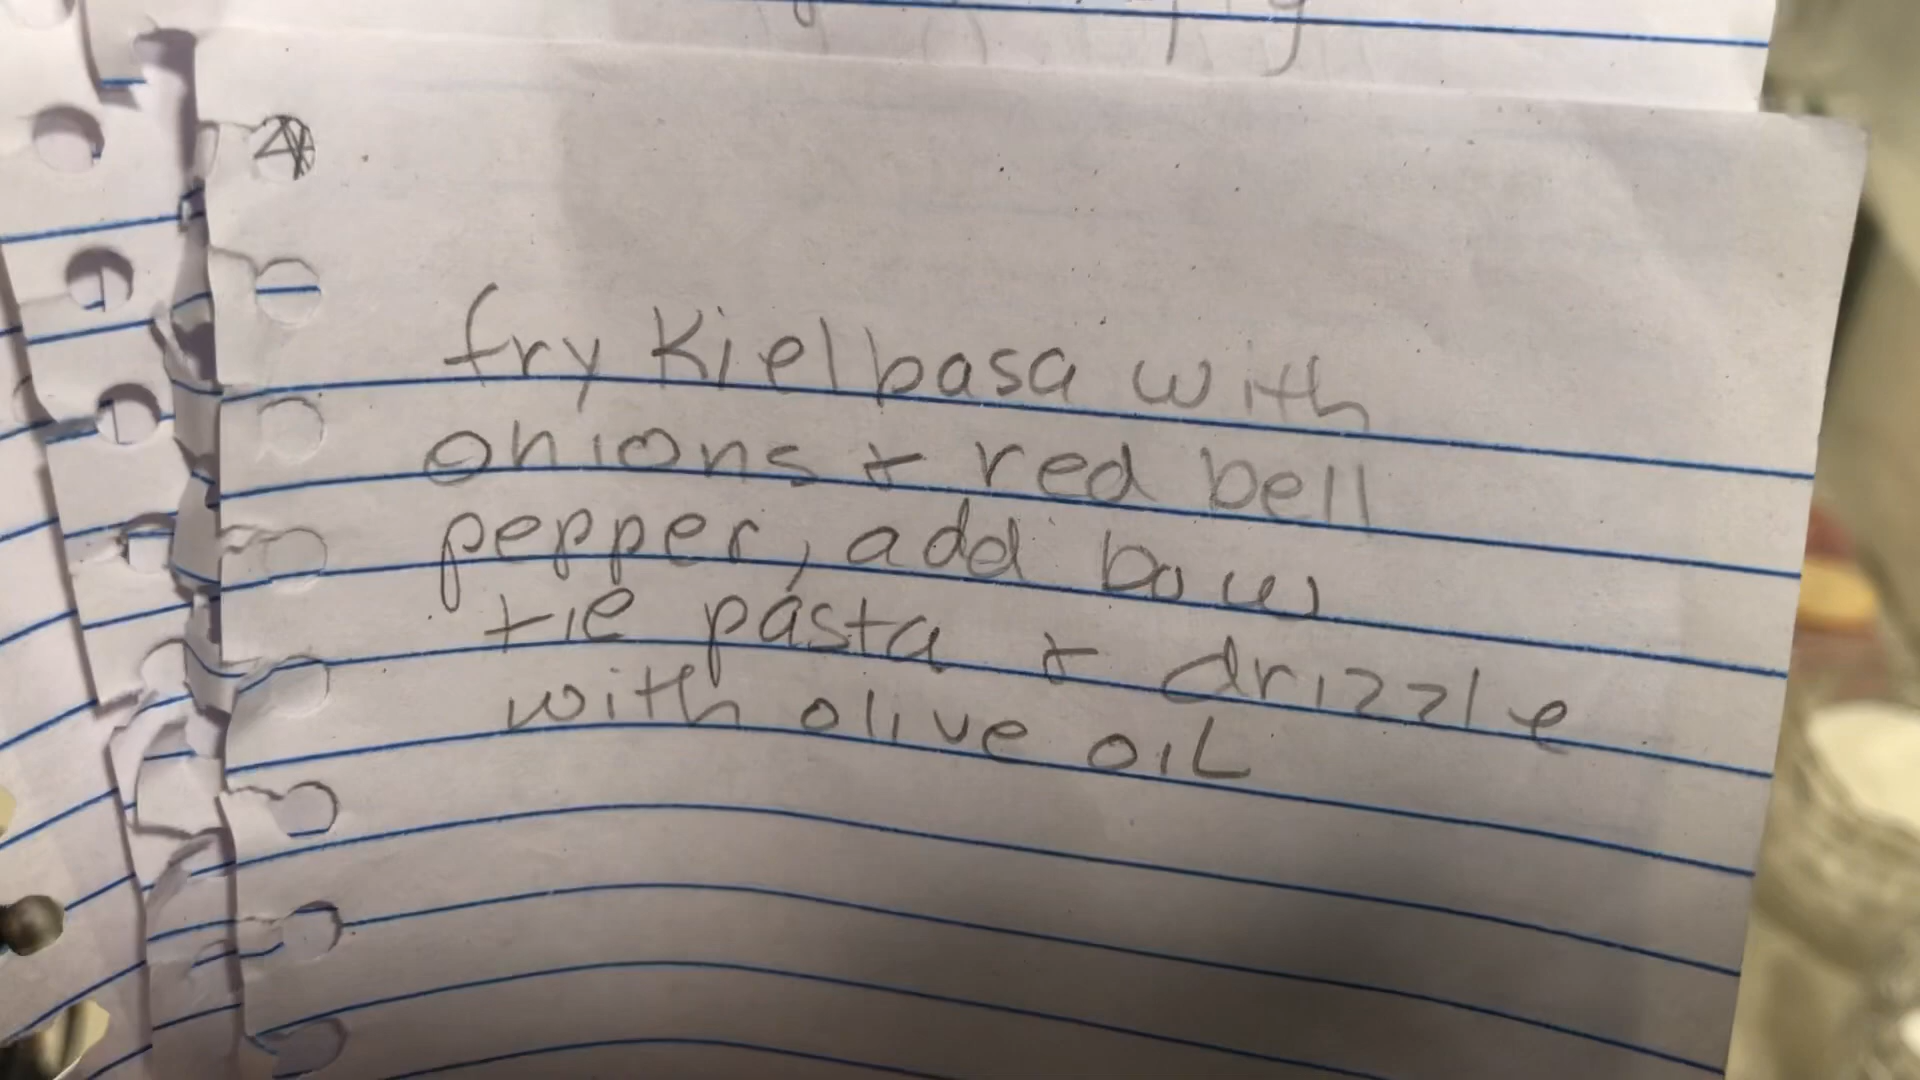 fry Kielbasa with
onions & red bell
pepper, add bow
tie pasta & drizzle
with olive oil